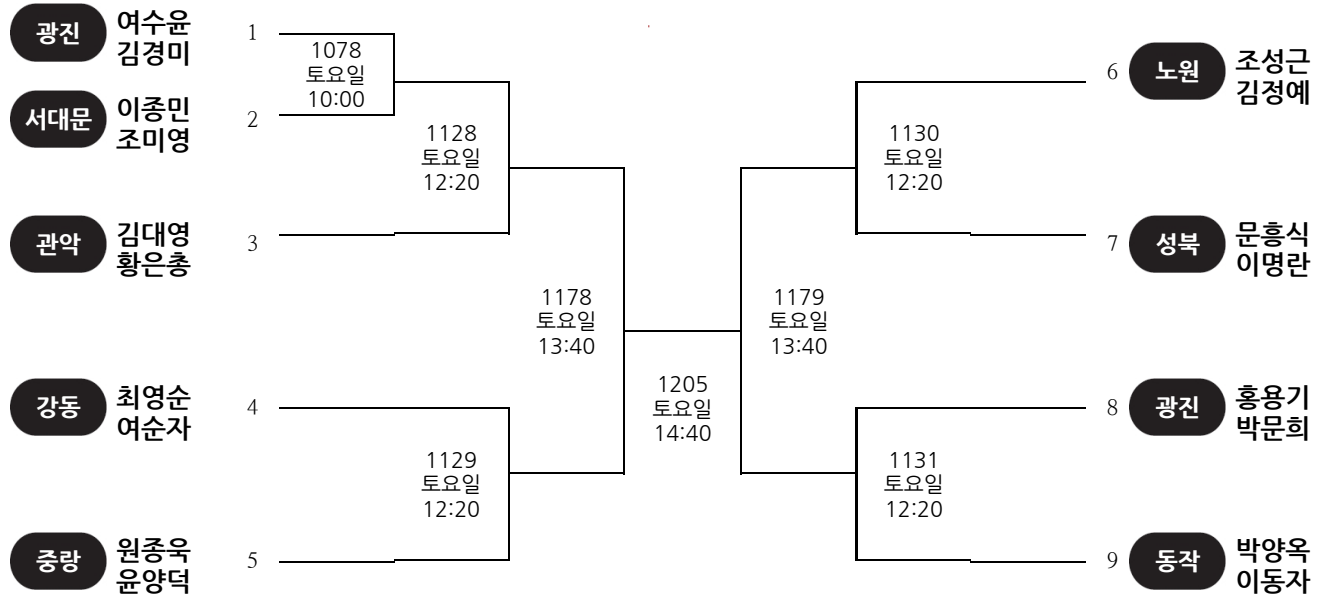 광진
여수윤
김경미
1
1078
토요일
10:00
서대문
이종민
조미영
2
1128
토요일
12:20
관악
김대영
황은총
3
1178
토요일
13:40
강동
최영순
여순자
4
1129
토요일
12:20
중랑
원종욱
윤양덕
5
1205
토요일
14:40
6
노원
조성근
김정예
1130
토요일
12:20
7
성북
문흥식
이명란
1179
토요일
13:40
8
광진
홍용기
박문희
1131
토요일
12:20
9
동작
박양옥
이동자